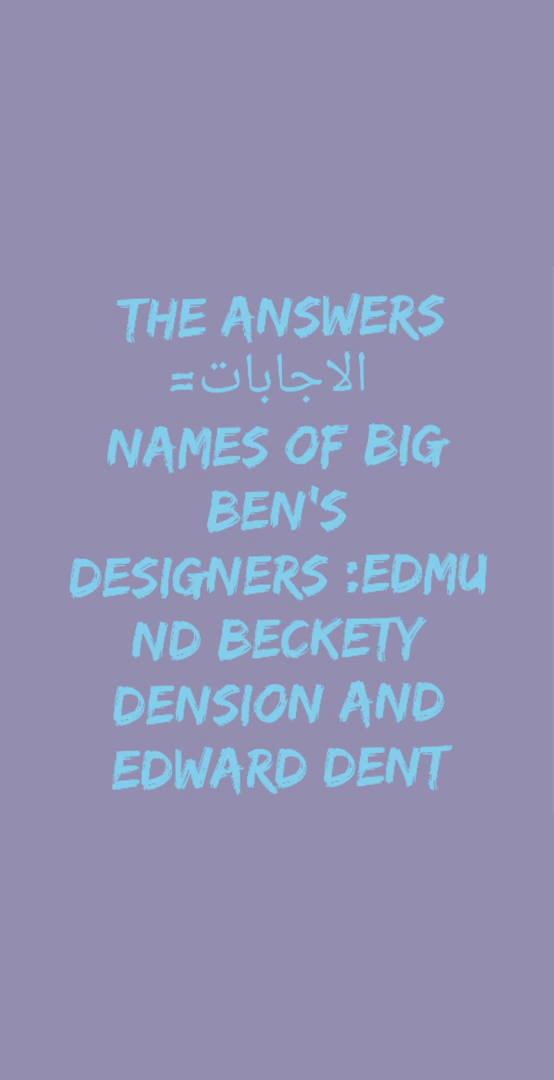 THE ANSWERS
الاجابات=
NAMES OF BIG
BEN'S
DESIGNERS :EDMU
ND BECKETY
DENSION AND
EDWARD DENT